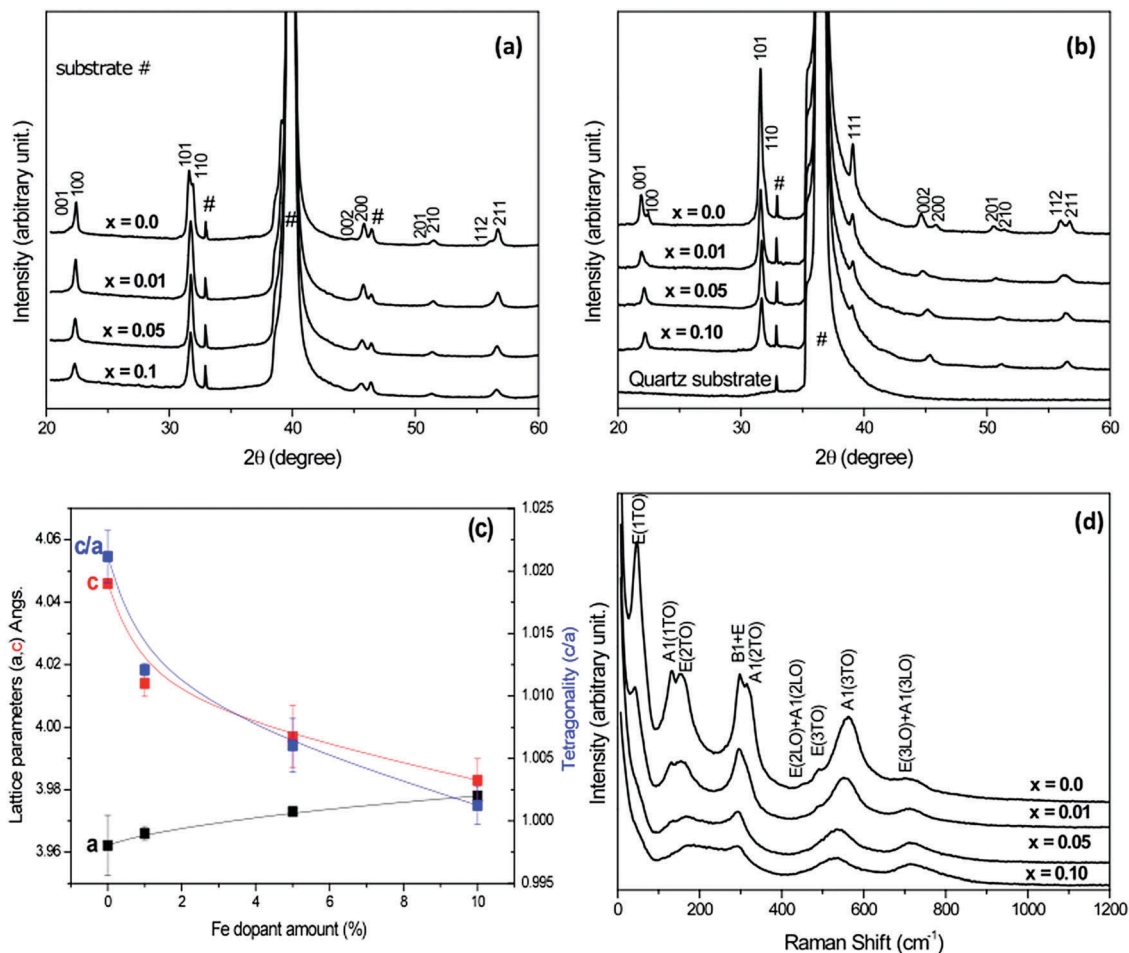 (a)
substrate #
001
100
101
110
#
#
002
200
#
201
210
112
211
x = 0.0
x = 0.01
x = 0.05
x = 0.1
Intensity (arbitrary unit.)
20 30 40 50 60
2θ (degree)
(b)
001
100
101
110
#
111
002
200
201
210
112
211
x = 0.0
x = 0.01
x = 0.05
x = 0.10
#
Quartz substrate
Intensity (arbitrary unit.)
20 30 40 50 60
2θ (degree)
(c)
c/a
c
a
4.06
4.04
4.02
4.00
3.98
3.96
Lattice parameters (a,c) Angs.
1.025
1.020
1.015
1.010
1.005
1.000
0.995
Tetragonality (c/a)
0 2 4 6 8 10
Fe dopant amount (%)
(d)
E(1TO)
A1(1TO)
E(2TO)
B1+E
A1(2TO)
E(2LO)+A1(2LO)
E(3TO)
A1(3TO)
E(3LO)+A1(3LO)
x = 0.0
x = 0.01
x = 0.05
x = 0.10
Intensity (arbitrary unit.)
0 200 400 600 800 1000 1200
Raman Shift (cm⁻¹)